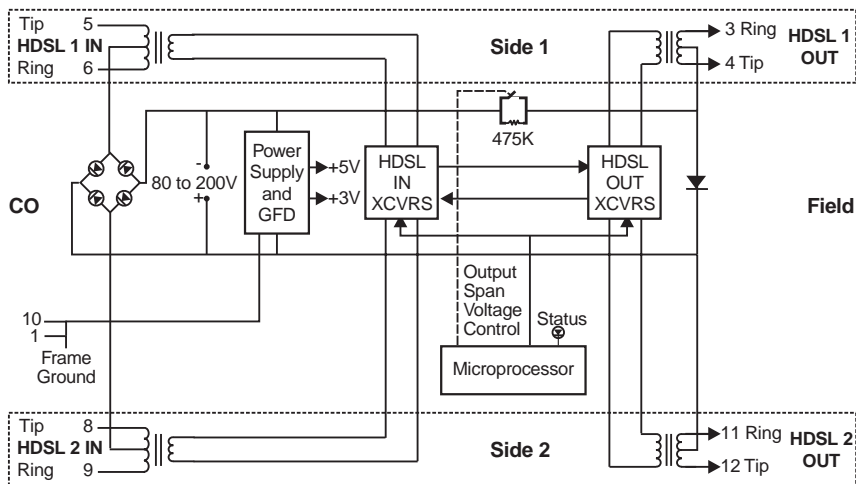 Tip 5
HDSL 1 IN
Ring 6
Side 1
3 Ring
4 Tip
HDSL 1
OUT
475K
Power
Supply
and
GFD
-
80 to 200V
+
+5V
+3V
HDSL
IN
XCVRS
HDSL
OUT
XCVRS
CO
Field
10
1
Frame
Ground
Output
Span
Voltage
Control
Status
Microprocessor
Tip 8
HDSL 2 IN
Ring 9
Side 2
11 Ring
12 Tip
HDSL 2
OUT